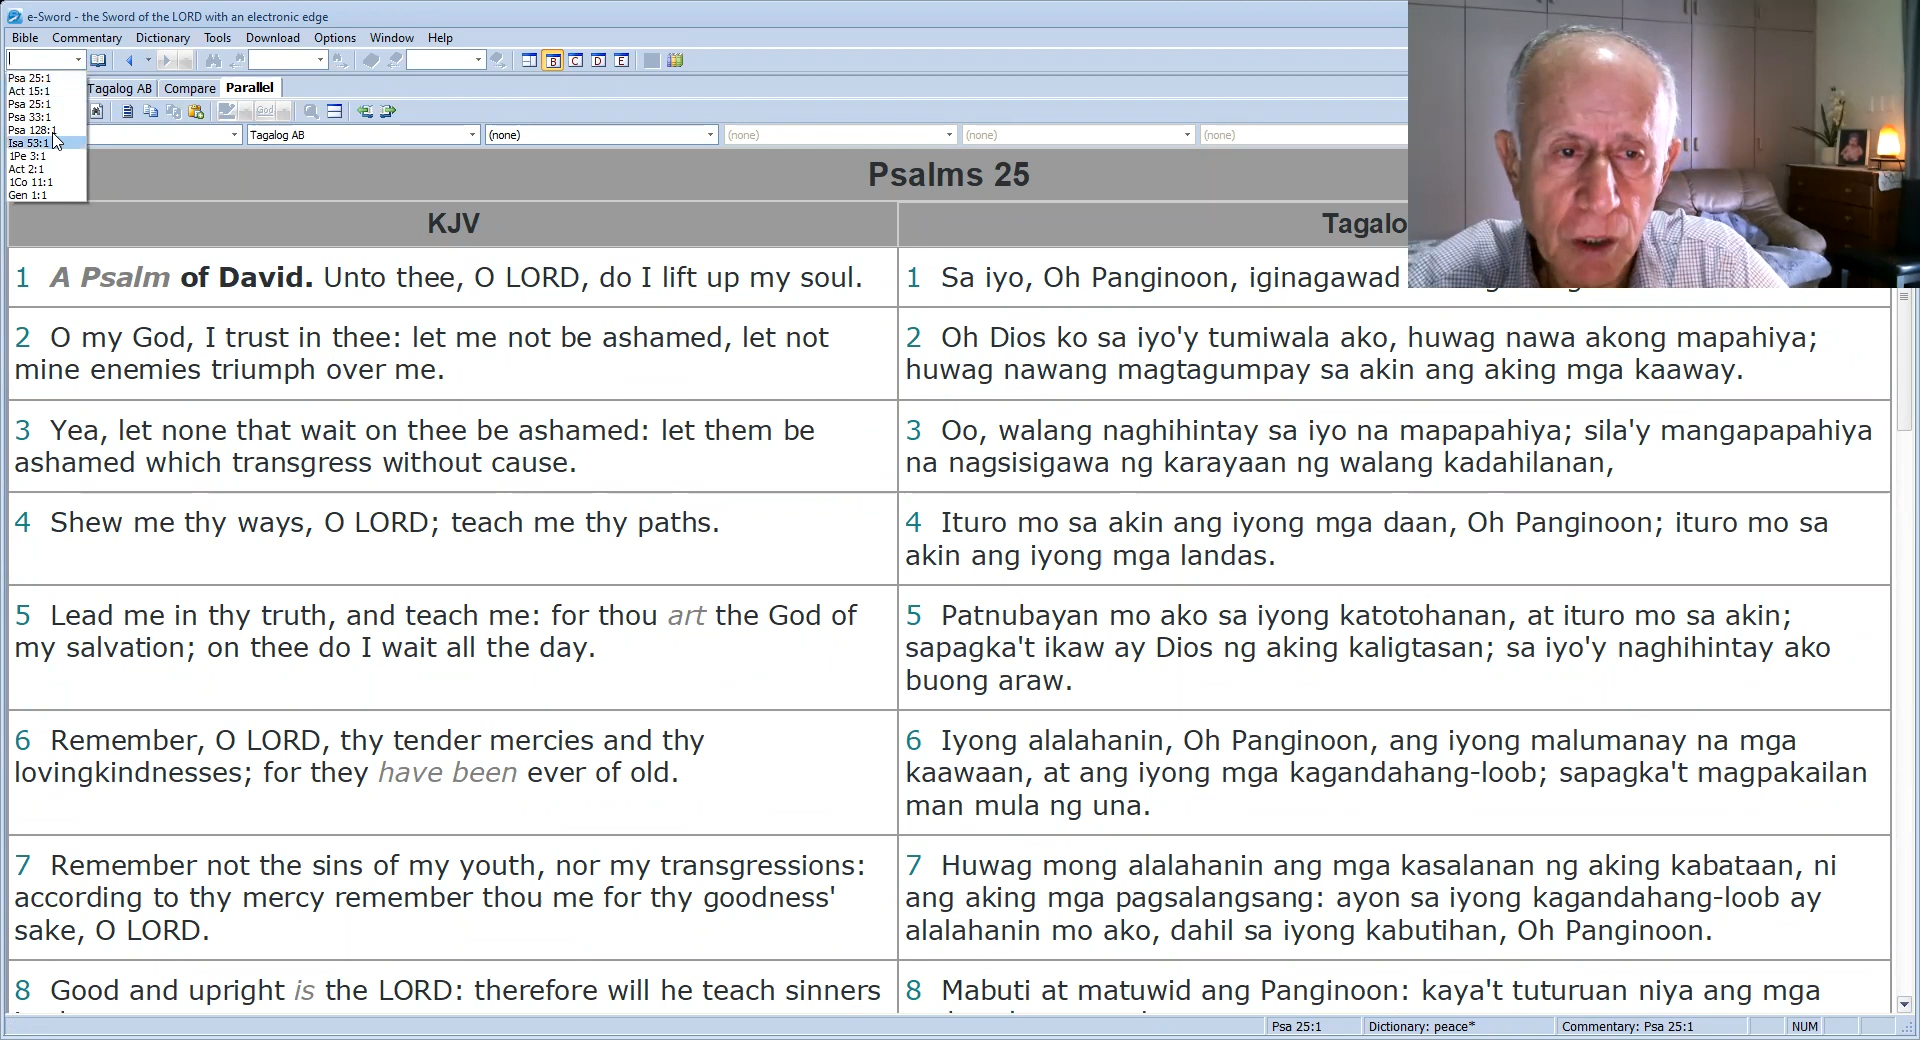 e-Sword - the Sword of the LORD with an electronic edge
Bible Commentary Dictionary Tools Download Options Window Help
B C D E
Psa 25:1
Act 15:1
Psa 25:1
Psa 33:1
Psa 128:1
Isa 53:1
1Pe 3:1
Act 2:1
1Co 11:1
Gen 1:1
Tagalog AB Compare Parallel
God
Tagalog AB (none) (none) (none) (none)
Psalms 25
KJV
Tagalo
1 A Psalm of David. Unto thee, O LORD, do I lift up my soul.
1 Sa iyo, Oh Panginoon, iginagawad
2 O my God, I trust in thee: let me not be ashamed, let not
mine enemies triumph over me.
2 Oh Dios ko sa iyo'y tumiwala ako, huwag nawa akong mapahiya;
huwag nawang magtagumpay sa akin ang aking mga kaaway.
3 Yea, let none that wait on thee be ashamed: let them be
ashamed which transgress without cause.
3 Oo, walang naghihintay sa iyo na mapapahiya; sila'y mangapapahiya
na nagsisigawa ng karayaan ng walang kadahilanan,
4 Shew me thy ways, O LORD; teach me thy paths.
4 Ituro mo sa akin ang iyong mga daan, Oh Panginoon; ituro mo sa
akin ang iyong mga landas.
5 Lead me in thy truth, and teach me: for thou art the God of
my salvation; on thee do I wait all the day.
5 Patnubayan mo ako sa iyong katotohanan, at ituro mo sa akin;
sapagka't ikaw ay Dios ng aking kaligtasan; sa iyo'y naghihintay ako
buong araw.
6 Remember, O LORD, thy tender mercies and thy
lovingkindnesses; for they have been ever of old.
6 Iyong alalahanin, Oh Panginoon, ang iyong malumanay na mga
kaawaan, at ang iyong mga kagandahang-loob; sapagka't magpakailan
man mula ng una.
7 Remember not the sins of my youth, nor my transgressions:
according to thy mercy remember thou me for thy goodness'
sake, O LORD.
7 Huwag mong alalahanin ang mga kasalanan ng aking kabataan, ni
ang aking mga pagsalangsang: ayon sa iyong kagandahang-loob ay
alalahanin mo ako, dahil sa iyong kabutihan, Oh Panginoon.
8 Good and upright is the LORD: therefore will he teach sinners
8 Mabuti at matuwid ang Panginoon: kaya't tuturuan niya ang mga
Psa 25:1 Dictionary: peace* Commentary: Psa 25:1 NUM